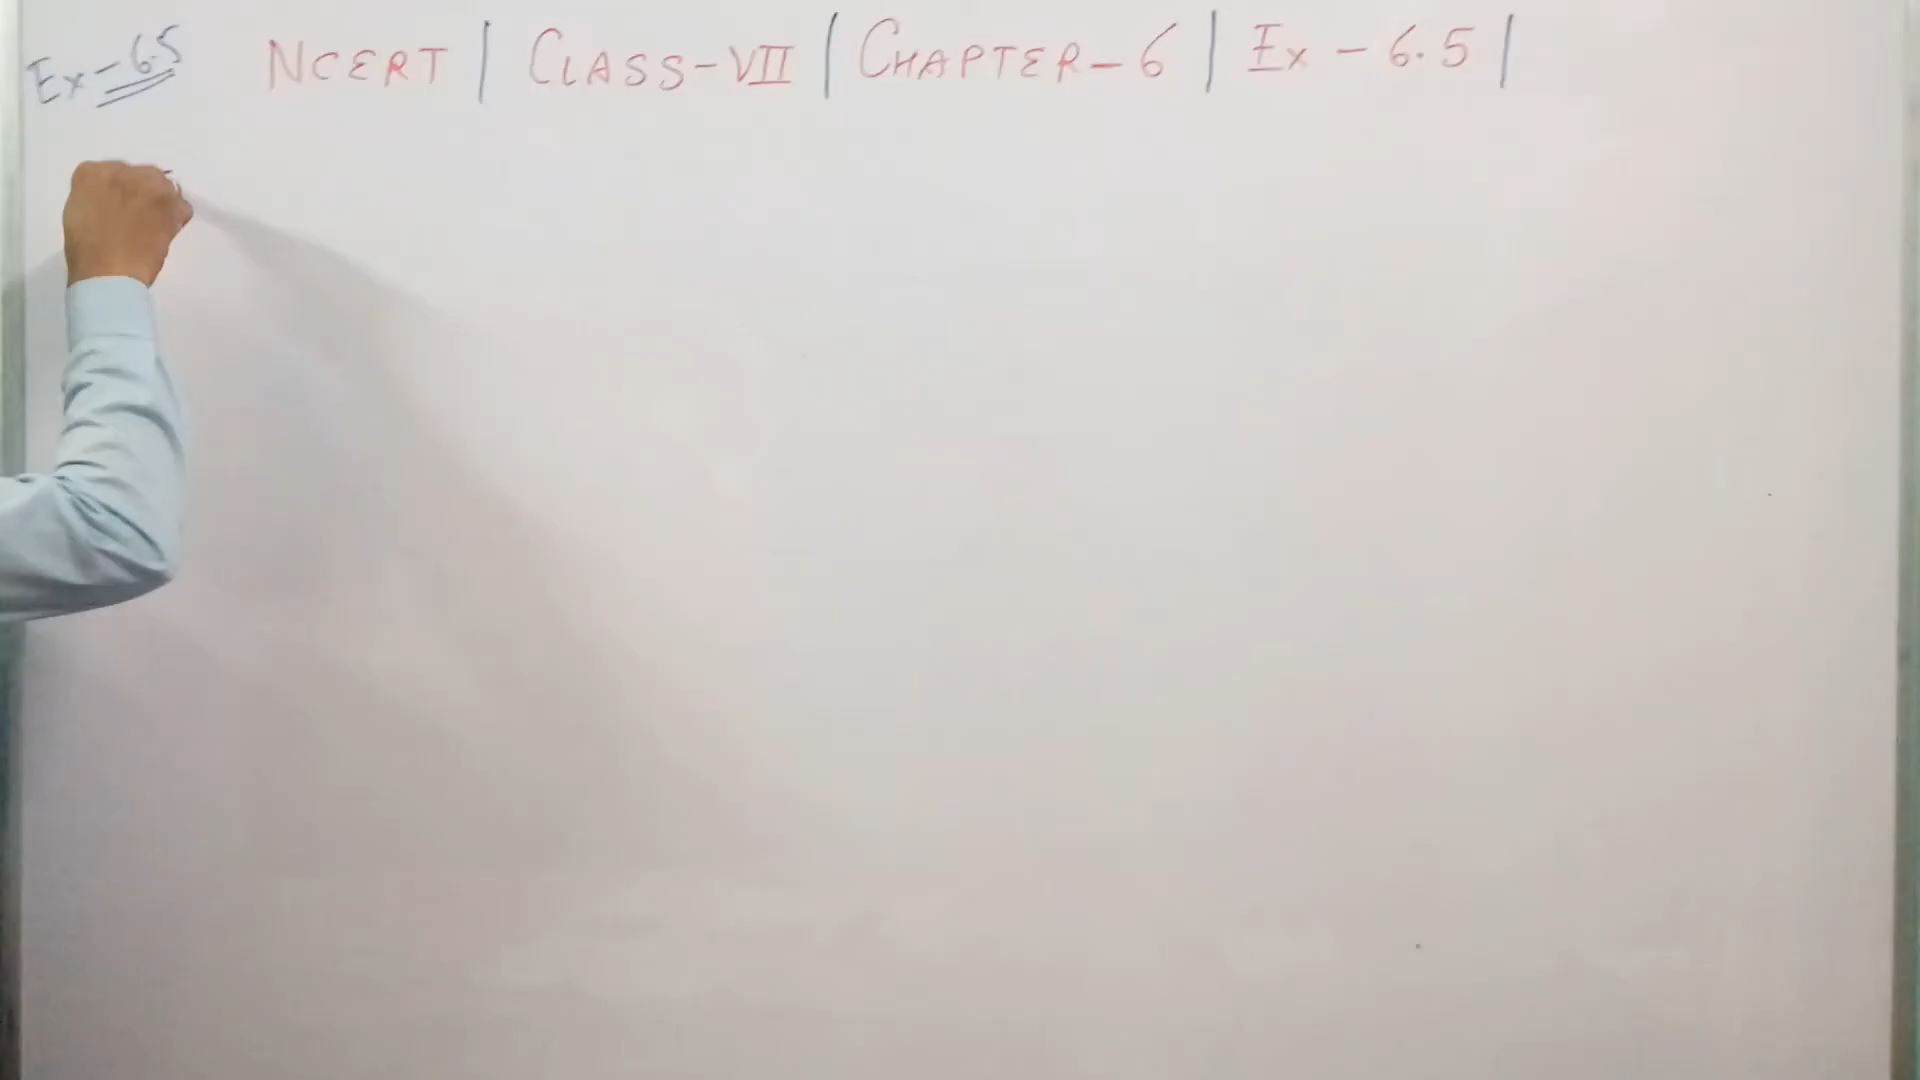 Ex-6.5 NCERT | CLASS-VII | CHAPTER-6 | Ex - 6.5 |